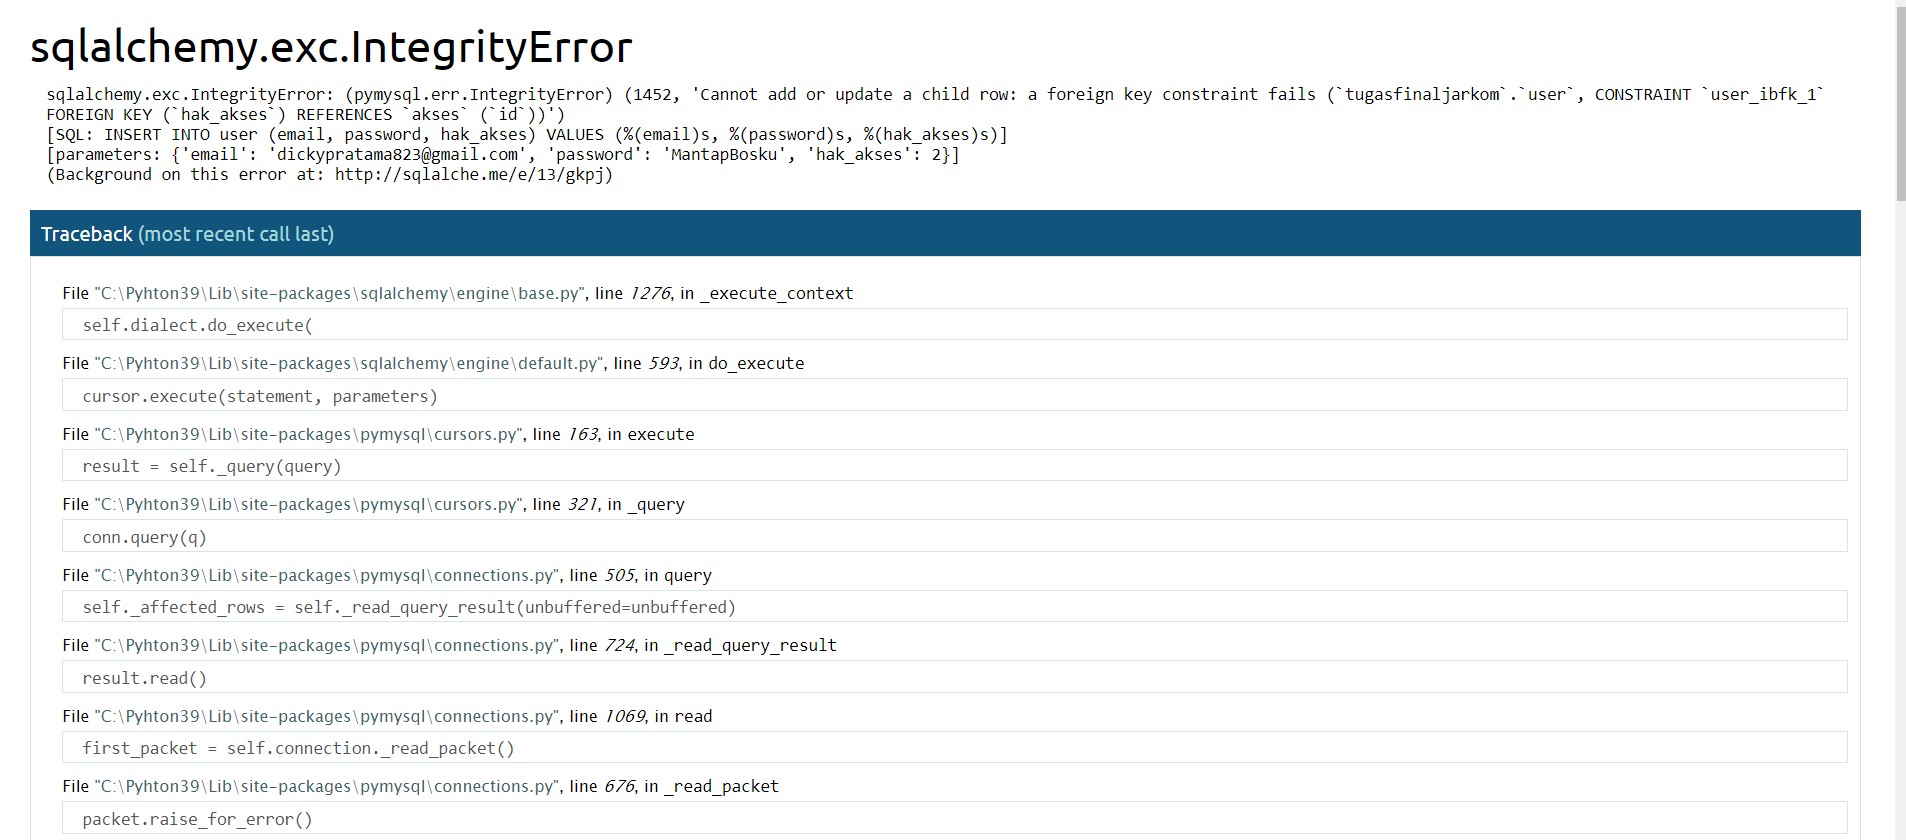 sqlalchemy.exc.IntegrityError
sqlalchemy.exc.IntegrityError: (pymysql.err.IntegrityError) (1452, 'Cannot add or update a child row: a foreign key constraint fails (`tugasfinaljarkom`.`user`, CONSTRAINT `user_ibfk_1`
FOREIGN KEY (`hak_akses`) REFERENCES `akses` (`id`))')
[SQL: INSERT INTO user (email, password, hak_akses) VALUES (%(email)s, %(password)s, %(hak_akses)s)]
[parameters: {'email': 'dickypratama823@gmail.com', 'password': 'MantapBosku', 'hak_akses': 2}]
(Background on this error at: http://sqlalche.me/e/13/gkpj)
Traceback (most recent call last)
File "C:\Pyhton39\Lib\site-packages\sqlalchemy\engine\base.py", line 1276, in _execute_context
self.dialect.do_execute(
File "C:\Pyhton39\Lib\site-packages\sqlalchemy\engine\default.py", line 593, in do_execute
cursor.execute(statement, parameters)
File "C:\Pyhton39\Lib\site-packages\pymysql\cursors.py", line 163, in execute
result = self._query(query)
File "C:\Pyhton39\Lib\site-packages\pymysql\cursors.py", line 321, in _query
conn.query(q)
File "C:\Pyhton39\Lib\site-packages\pymysql\connections.py", line 505, in query
self._affected_rows = self._read_query_result(unbuffered=unbuffered)
File "C:\Pyhton39\Lib\site-packages\pymysql\connections.py", line 724, in _read_query_result
result.read()
File "C:\Pyhton39\Lib\site-packages\pymysql\connections.py", line 1069, in read
first_packet = self.connection._read_packet()
File "C:\Pyhton39\Lib\site-packages\pymysql\connections.py", line 676, in _read_packet
packet.raise_for_error()